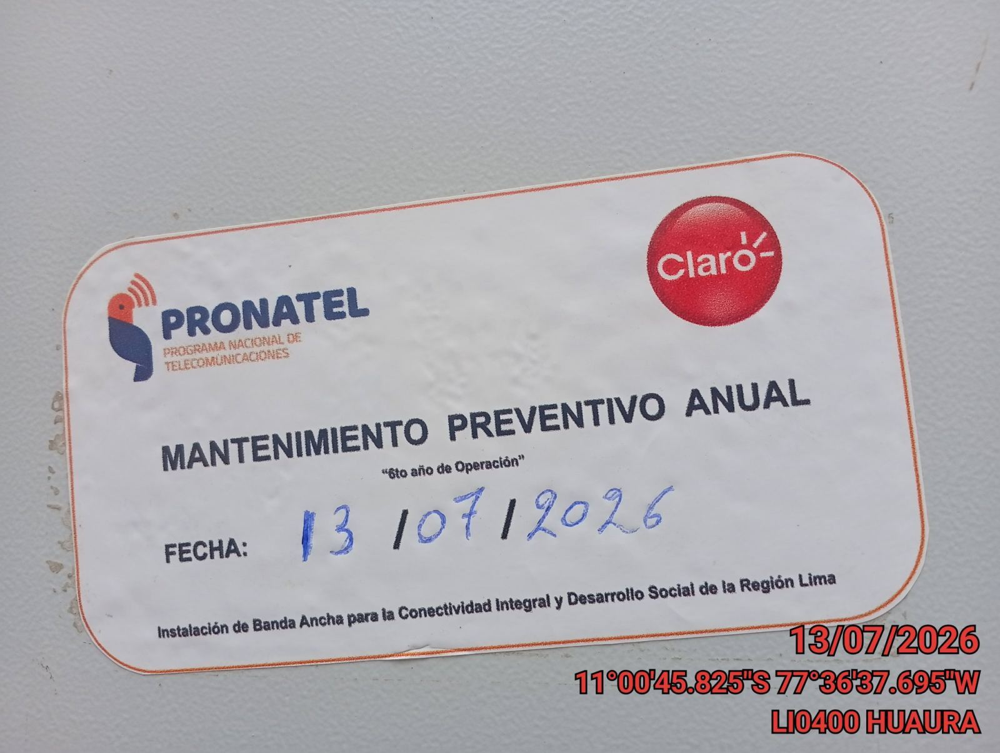 PRONATEL
PROGRAMA NACIONAL DE
TELECOMUNICACIONES
Claro
MANTENIMIENTO PREVENTIVO ANUAL
“6to año de Operación”
FECHA: 13 / 07 / 2026
Instalación de Banda Ancha para la Conectividad Integral y Desarrollo Social de la Región Lima
13/07/2026
11°00'45.825"S 77°36'37.695"W
LI0400 HUAURA